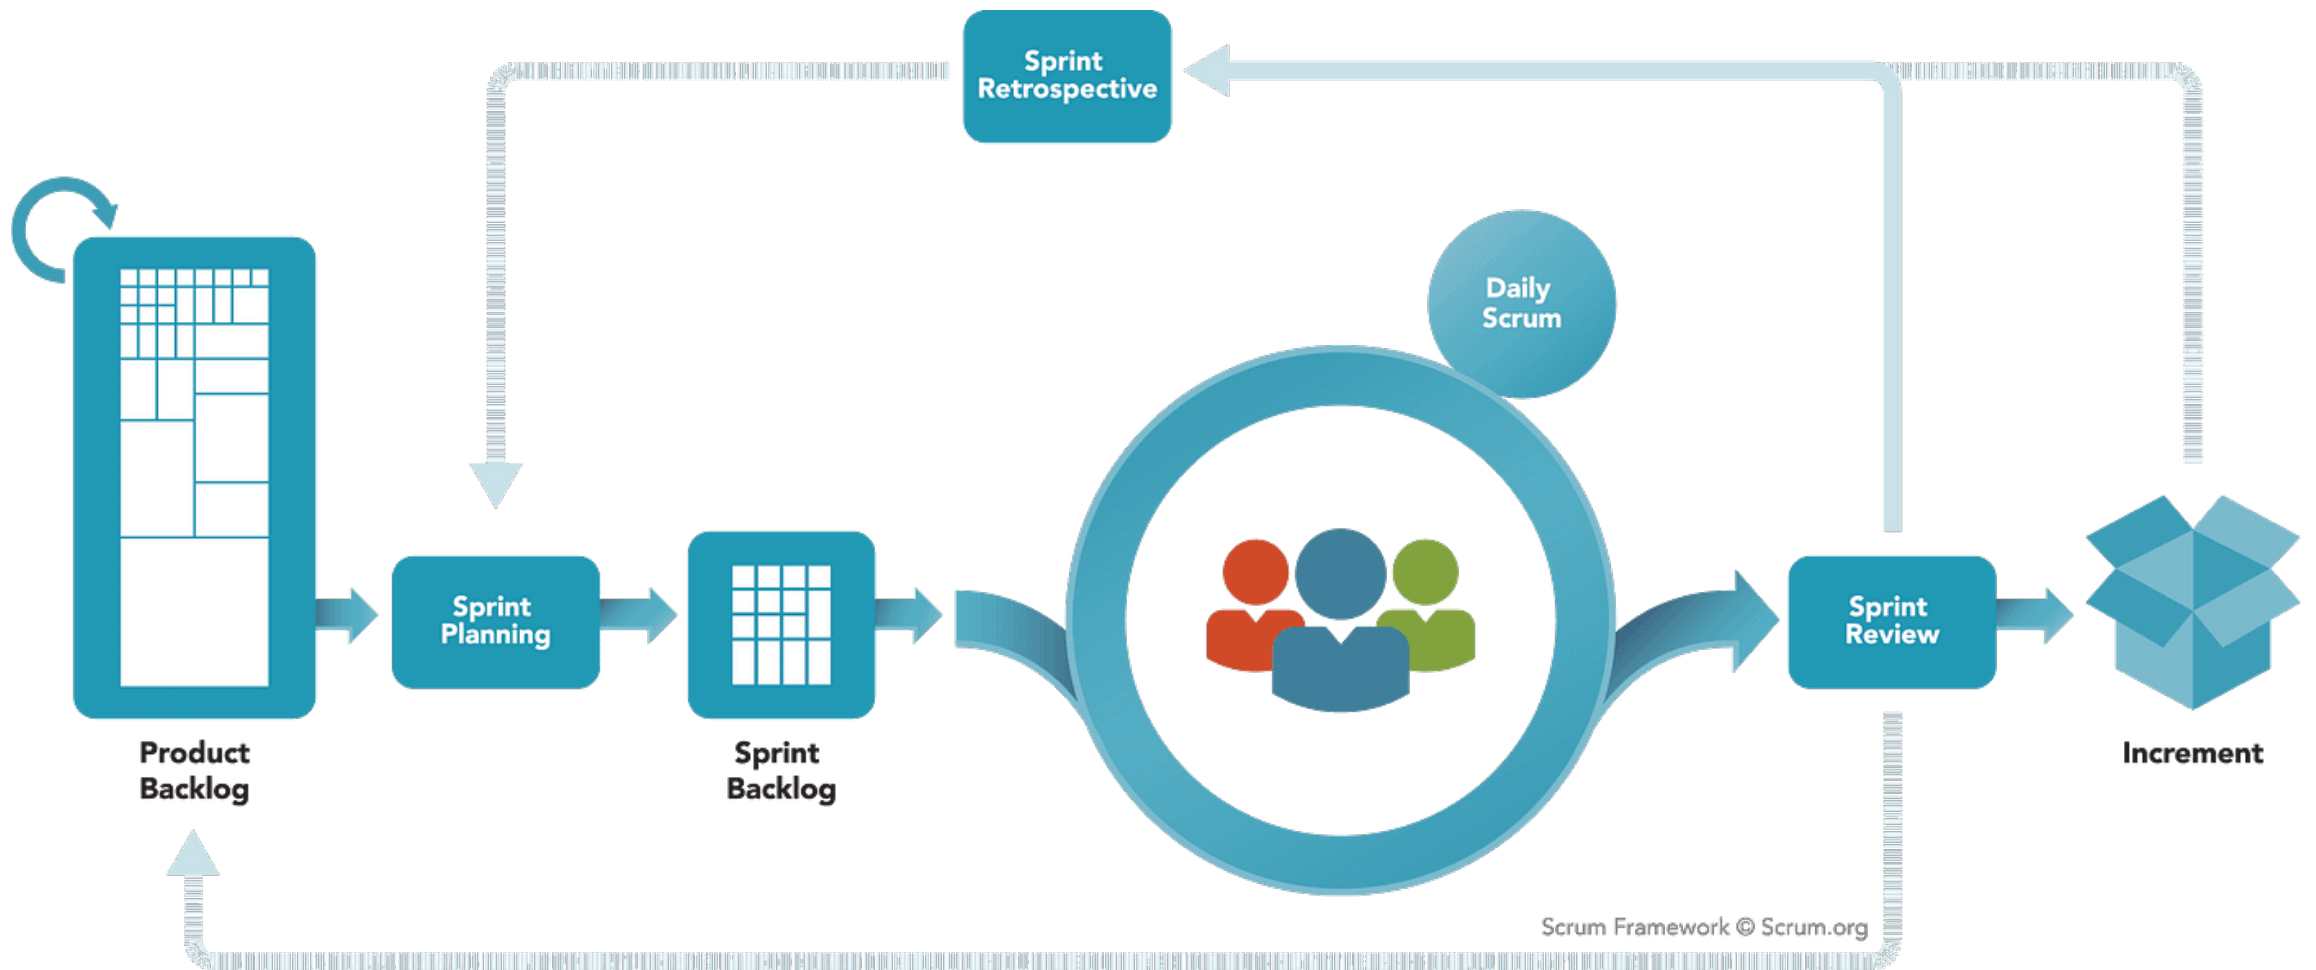 Sprint
Retrospective
Daily
Scrum
Sprint
Planning
Sprint
Review
Product
Backlog
Sprint
Backlog
Increment
Scrum Framework © Scrum.org